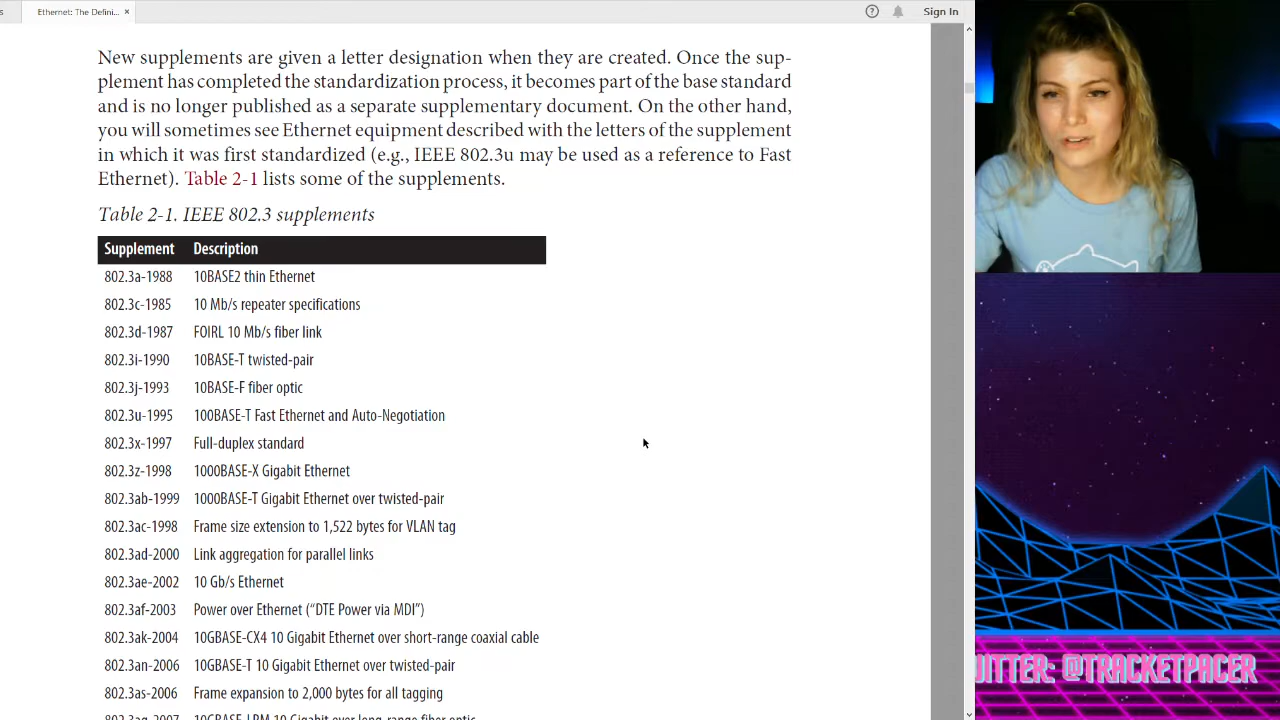 s
Ethernet: The Defini... ×
? Sign In
New supplements are given a letter designation when they are created. Once the sup-
plement has completed the standardization process, it becomes part of the base standard
and is no longer published as a separate supplementary document. On the other hand,
you will sometimes see Ethernet equipment described with the letters of the supplement
in which it was first standardized (e.g., IEEE 802.3u may be used as a reference to Fast
Ethernet). Table 2-1 lists some of the supplements.
Table 2-1. IEEE 802.3 supplements
Supplement Description
802.3a-1988 10BASE2 thin Ethernet
802.3c-1985 10 Mb/s repeater specifications
802.3d-1987 FOIRL 10 Mb/s fiber link
802.3i-1990 10BASE-T twisted-pair
802.3j-1993 10BASE-F fiber optic
802.3u-1995 100BASE-T Fast Ethernet and Auto-Negotiation
802.3x-1997 Full-duplex standard
802.3z-1998 1000BASE-X Gigabit Ethernet
802.3ab-1999 1000BASE-T Gigabit Ethernet over twisted-pair
802.3ac-1998 Frame size extension to 1,522 bytes for VLAN tag
802.3ad-2000 Link aggregation for parallel links
802.3ae-2002 10 Gb/s Ethernet
802.3af-2003 Power over Ethernet (“DTE Power via MDI”)
802.3ak-2004 10GBASE-CX4 10 Gigabit Ethernet over short-range coaxial cable
802.3an-2006 10GBASE-T 10 Gigabit Ethernet over twisted-pair
802.3as-2006 Frame expansion to 2,000 bytes for all tagging
802.3aq-2007 10GBASE-LRM 10 Gigabit over long-range fiber optic
ITTER: @TRACKETPACER